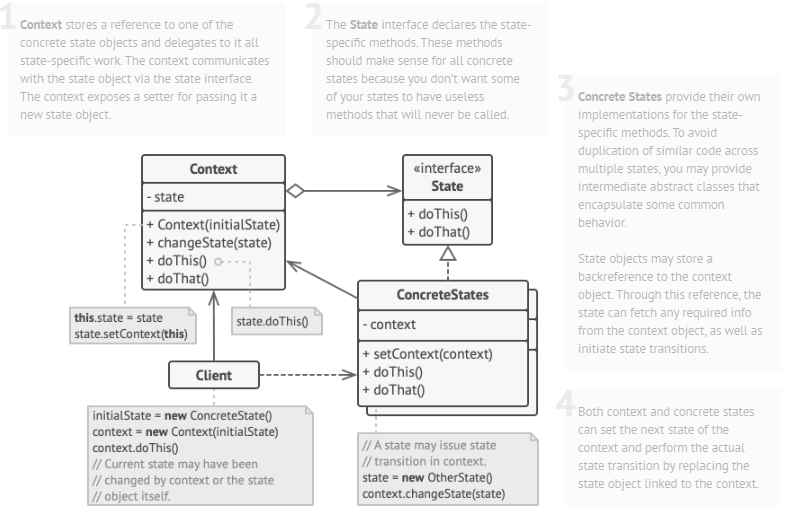 1
Context stores a reference to one of the
concrete state objects and delegates to it all
state-specific work. The context communicates
with the state object via the state interface.
The context exposes a setter for passing it a
new state object.
2
The State interface declares the state-
specific methods. These methods
should make sense for all concrete
states because you don't want some
of your states to have useless
methods that will never be called.
3
Concrete States provide their own
implementations for the state-
specific methods. To avoid
duplication of similar code across
multiple states, you may provide
intermediate abstract classes that
encapsulate some common
behavior.
State objects may store a
backreference to the context
object. Through this reference, the
state can fetch any required info
from the context object, as well as
initiate state transitions.
4
Both context and concrete states
can set the next state of the
context and perform the actual
state transition by replacing the
state object linked to the context.
Context
- state
+ Context(initialState)
+ changeState(state)
+ doThis()
+ doThat()
«interface»
State
+ doThis()
+ doThat()
this.state = state
state.setContext(this)
state.doThis()
ConcreteStates
- context
+ setContext(context)
+ doThis()
+ doThat()
Client
initialState = new ConcreteState()
context = new Context(initialState)
context.doThis()
// Current state may have been
// changed by context or the state
// object itself.
// A state may issue state
// transition in context.
state = new OtherState()
context.changeState(state)